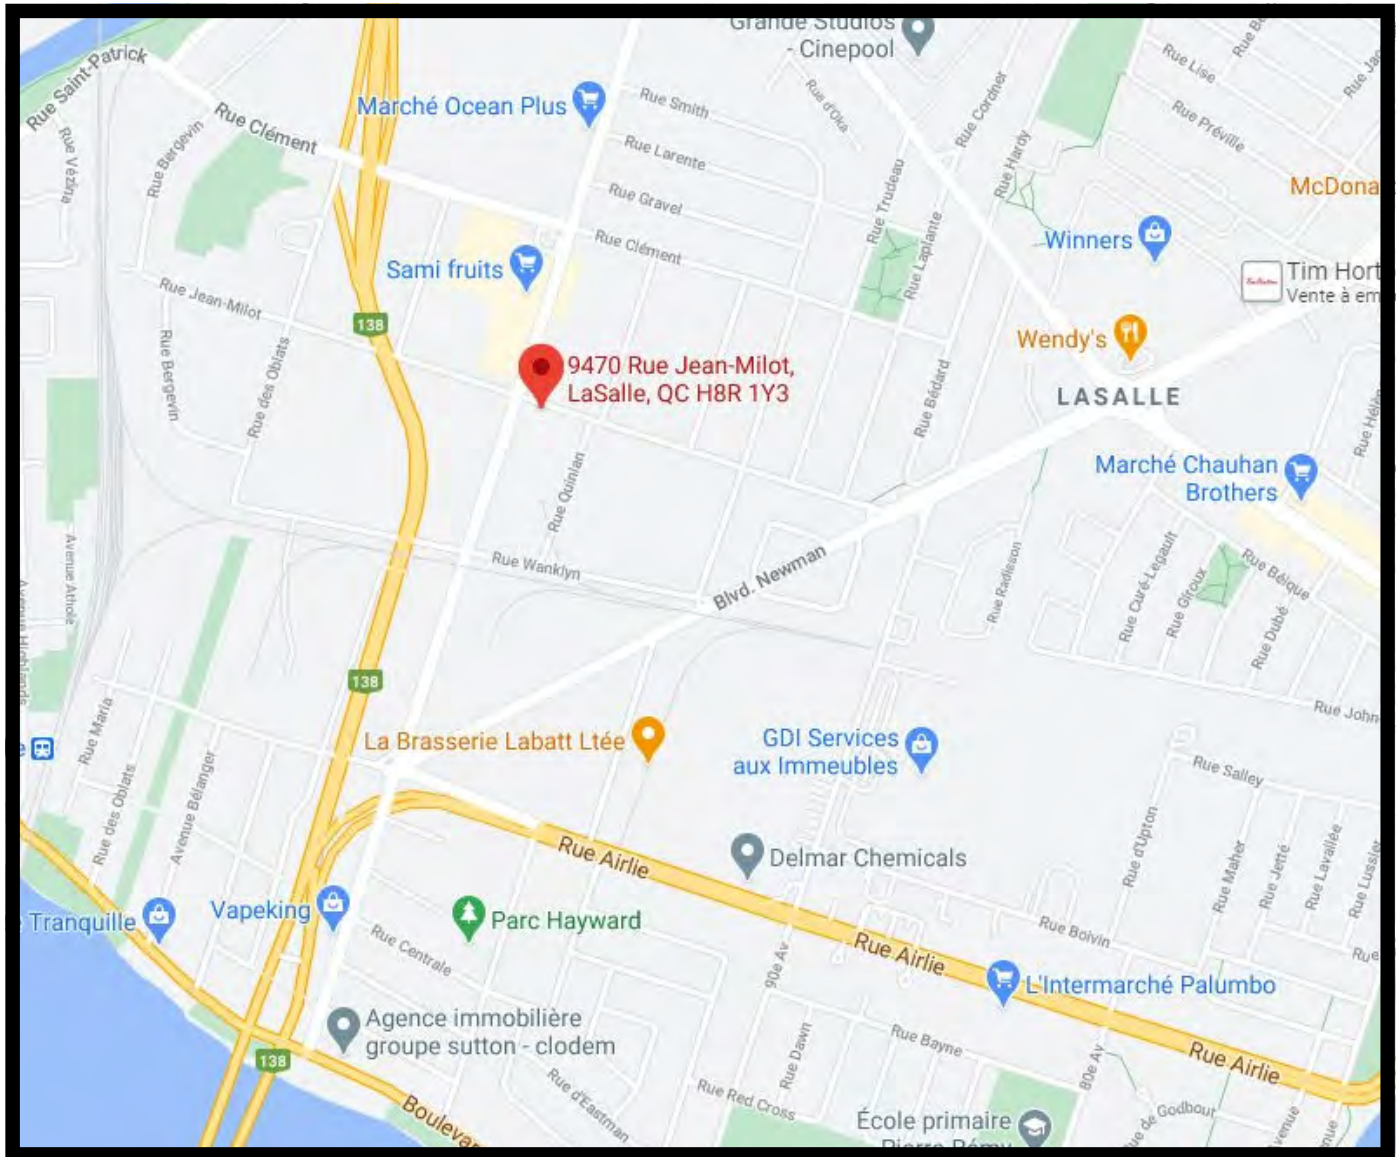 Grande Studios
- Cinepool
Rue Saint-Patrick
Rue Vézina
Rue Bergevin
Rue Clément
Marché Ocean Plus
Rue Smith
Rue Larente
Rue Gravel
Rue Clément
Rue d'Oka
Rue Trudeau
Rue Laplante
Rue Cordner
Rue Hardy
Rue Lise
Rue Préville
McDona
Winners
Tim Hort
Vente à em
Wendy's
LASALLE
Sami fruits
Rue Jean-Milot
138
Rue Bergevin
Rue des Oblats
9470 Rue Jean-Milot,
LaSalle, QC H8R 1Y3
Rue Bédard
Rue Quinlan
Marché Chauhan
Brothers
Rue Wanklyn
Blvd. Newman
Rue Radisson
Rue Curé-Legault
Rue Giroux
Rue Bélque
Rue Dubé
Avenue Athole
138
Rue John
Rue Maria
Rue des Oblats
Avenue Bélanger
La Brasserie Labatt Ltée
GDI Services
aux Immeubles
Rue Salley
Rue d'Upton
Rue Maher
Rue Jetté
Rue Lavallée
Rue Lussier
Delmar Chemicals
Rue Airlie
Tranquille
Vapeking
Parc Hayward
Rue Centrale
Rue Boivin
Rue
90e Av
Rue Airlie
L'Intermarché Palumbo
Agence immobilière
groupe sutton - clodem
138
Rue Bayne
Rue Dawn
80e Av
Rue Airlie
Rue d'Eastman
Rue Red Cross
Boulevar
École primaire
ue de Godbout